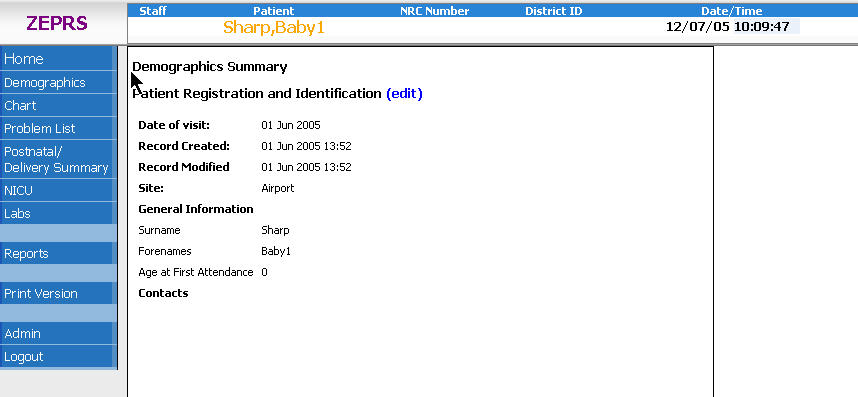 ZEPRS
Staff Patient NRC Number District ID Date/Time
Sharp,Baby1 12/07/05 10:09:47
Home
Demographics
Chart
Problem List
Postnatal/
Delivery Summary
NICU
Labs
Reports
Print Version
Admin
Logout
Demographics Summary
Patient Registration and Identification (edit)
Date of visit: 01 Jun 2005
Record Created: 01 Jun 2005 13:52
Record Modified 01 Jun 2005 13:52
Site: Airport
General Information
Surname Sharp
Forenames Baby1
Age at First Attendance 0
Contacts